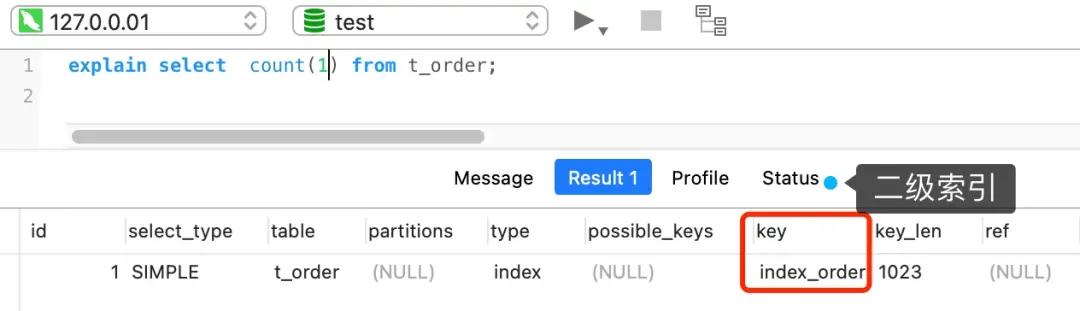 127.0.0.01 test
1 explain select count(1) from t_order;
2
Message Result 1 Profile Status 二级索引
id select_type table partitions type possible_keys key key_len ref
1 SIMPLE t_order (NULL) index (NULL) index_order 1023 (NULL)